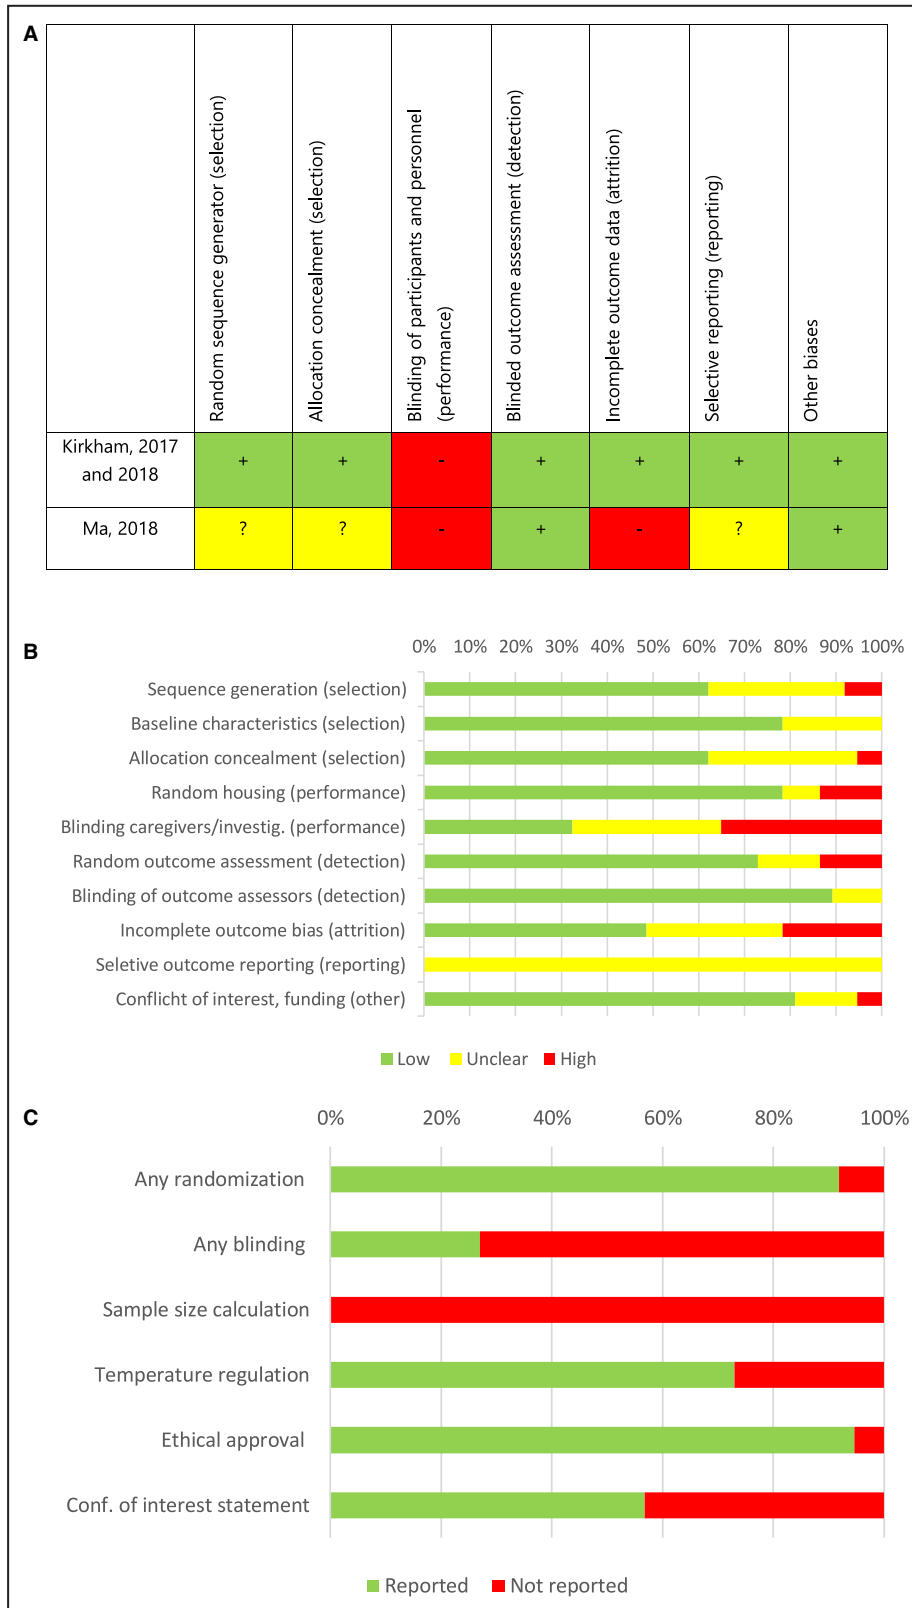 A
Random sequence generator (selection)
Allocation concealment (selection)
Blinding of participants and personnel
(performance)
Blinded outcome assessment (detection)
Incomplete outcome data (attrition)
Selective reporting (reporting)
Other biases
Kirkham, 2017
and 2018
+ + - + + + +
Ma, 2018
? ? - + - ? +
B
0% 10% 20% 30% 40% 50% 60% 70% 80% 90% 100%
Sequence generation (selection)
Baseline characteristics (selection)
Allocation concealment (selection)
Random housing (performance)
Blinding caregivers/investig. (performance)
Random outcome assessment (detection)
Blinding of outcome assessors (detection)
Incomplete outcome bias (attrition)
Seletive outcome reporting (reporting)
Conflicht of interest, funding (other)
Low Unclear High
C
0% 20% 40% 60% 80% 100%
Any randomization
Any blinding
Sample size calculation
Temperature regulation
Ethical approval
Conf. of interest statement
Reported Not reported